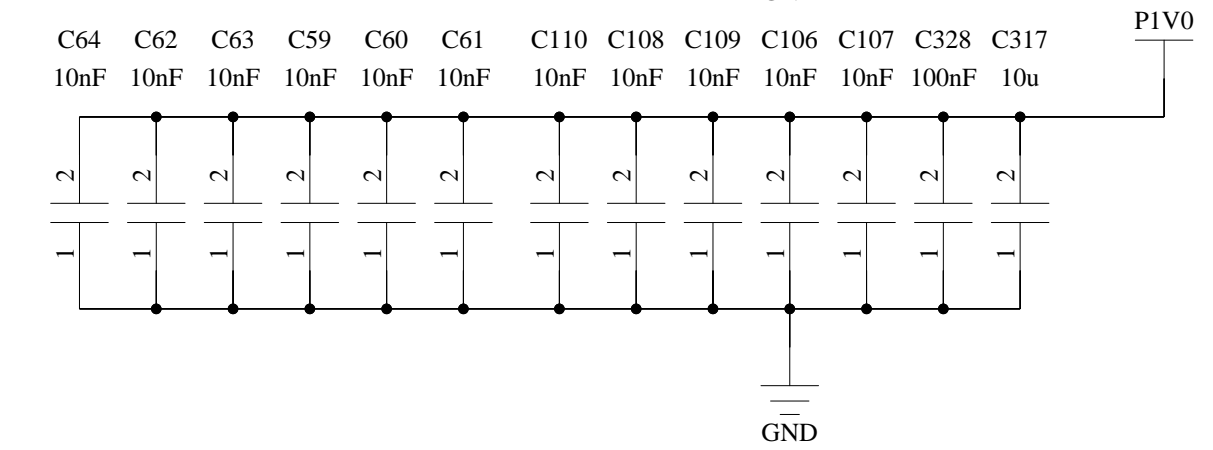 P1V0
C64 C62 C63 C59 C60 C61 C110 C108 C109 C106 C107 C328 C317
10nF 10nF 10nF 10nF 10nF 10nF 10nF 10nF 10nF 10nF 10nF 100nF 10u
2 2 2 2 2 2 2 2 2 2 2 2 2
1 1 1 1 1 1 1 1 1 1 1 1 1
GND